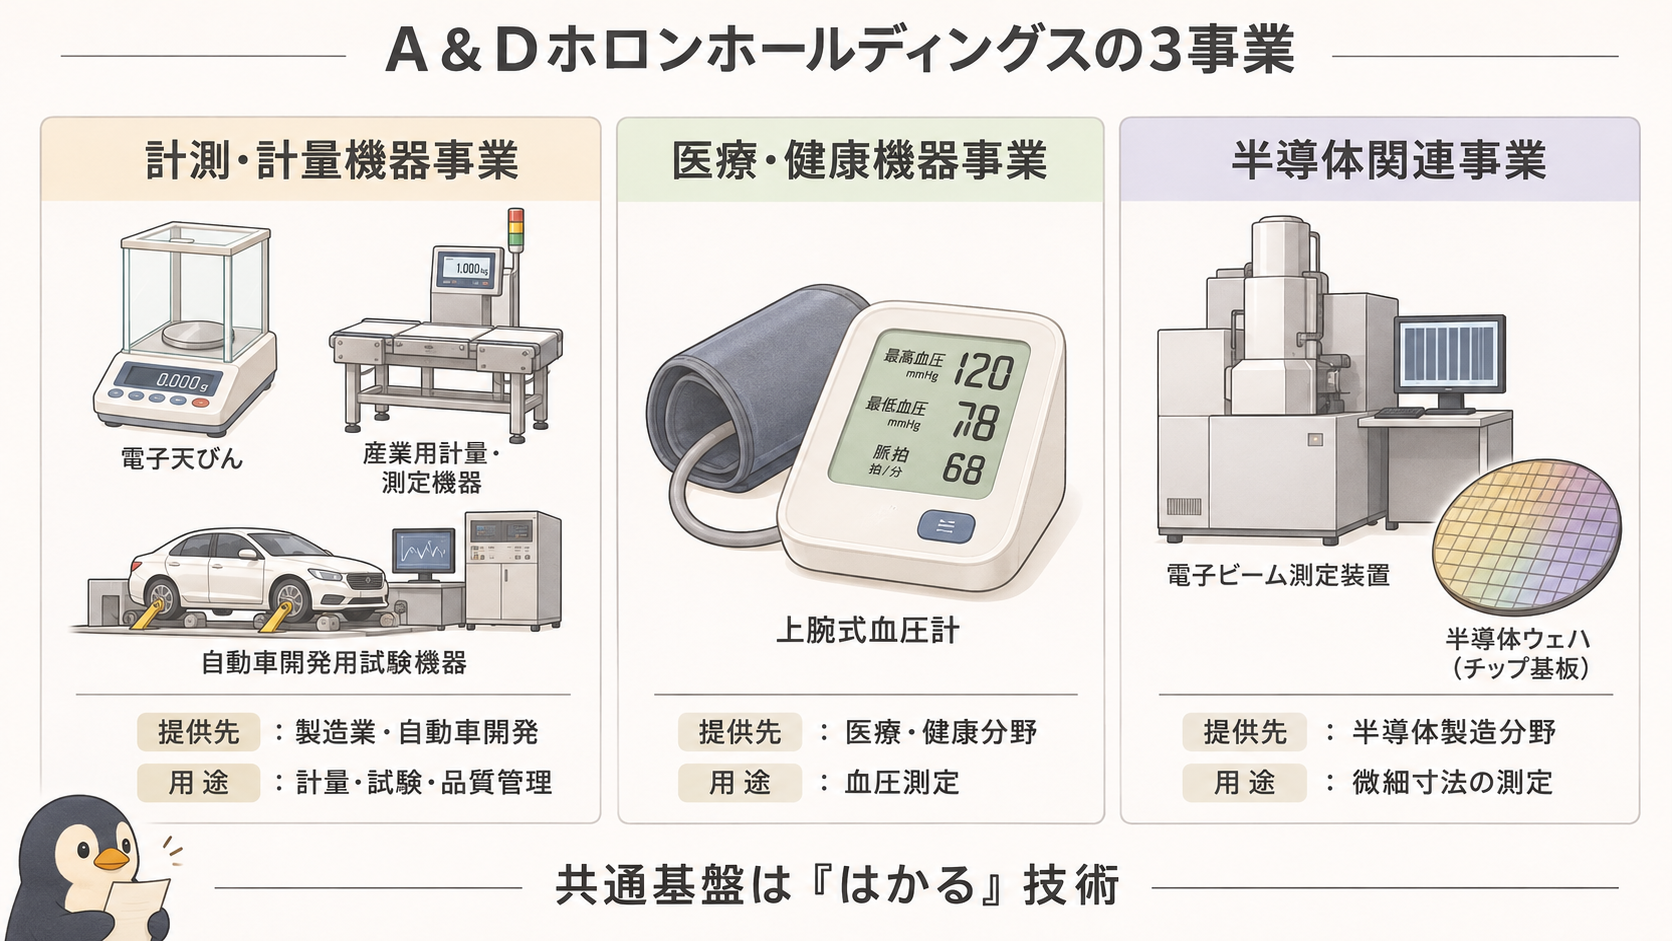 A&Dホロンホールディングスの3事業
計測・計量機器事業
0.000 g
電子天びん
1.000 kg
産業用計量・
測定機器
自動車開発用試験機器
提供先 : 製造業・自動車開発
用途 : 計量・試験・品質管理
医療・健康機器事業
最高血圧 mmHg 120
最低血圧 mmHg 78
脈拍 拍/分 68
上腕式血圧計
提供先 : 医療・健康分野
用途 : 血圧測定
半導体関連事業
電子ビーム測定装置
半導体ウェハ
(チップ基板)
提供先 : 半導体製造分野
用途 : 微細寸法の測定
共通基盤は『はかる』技術